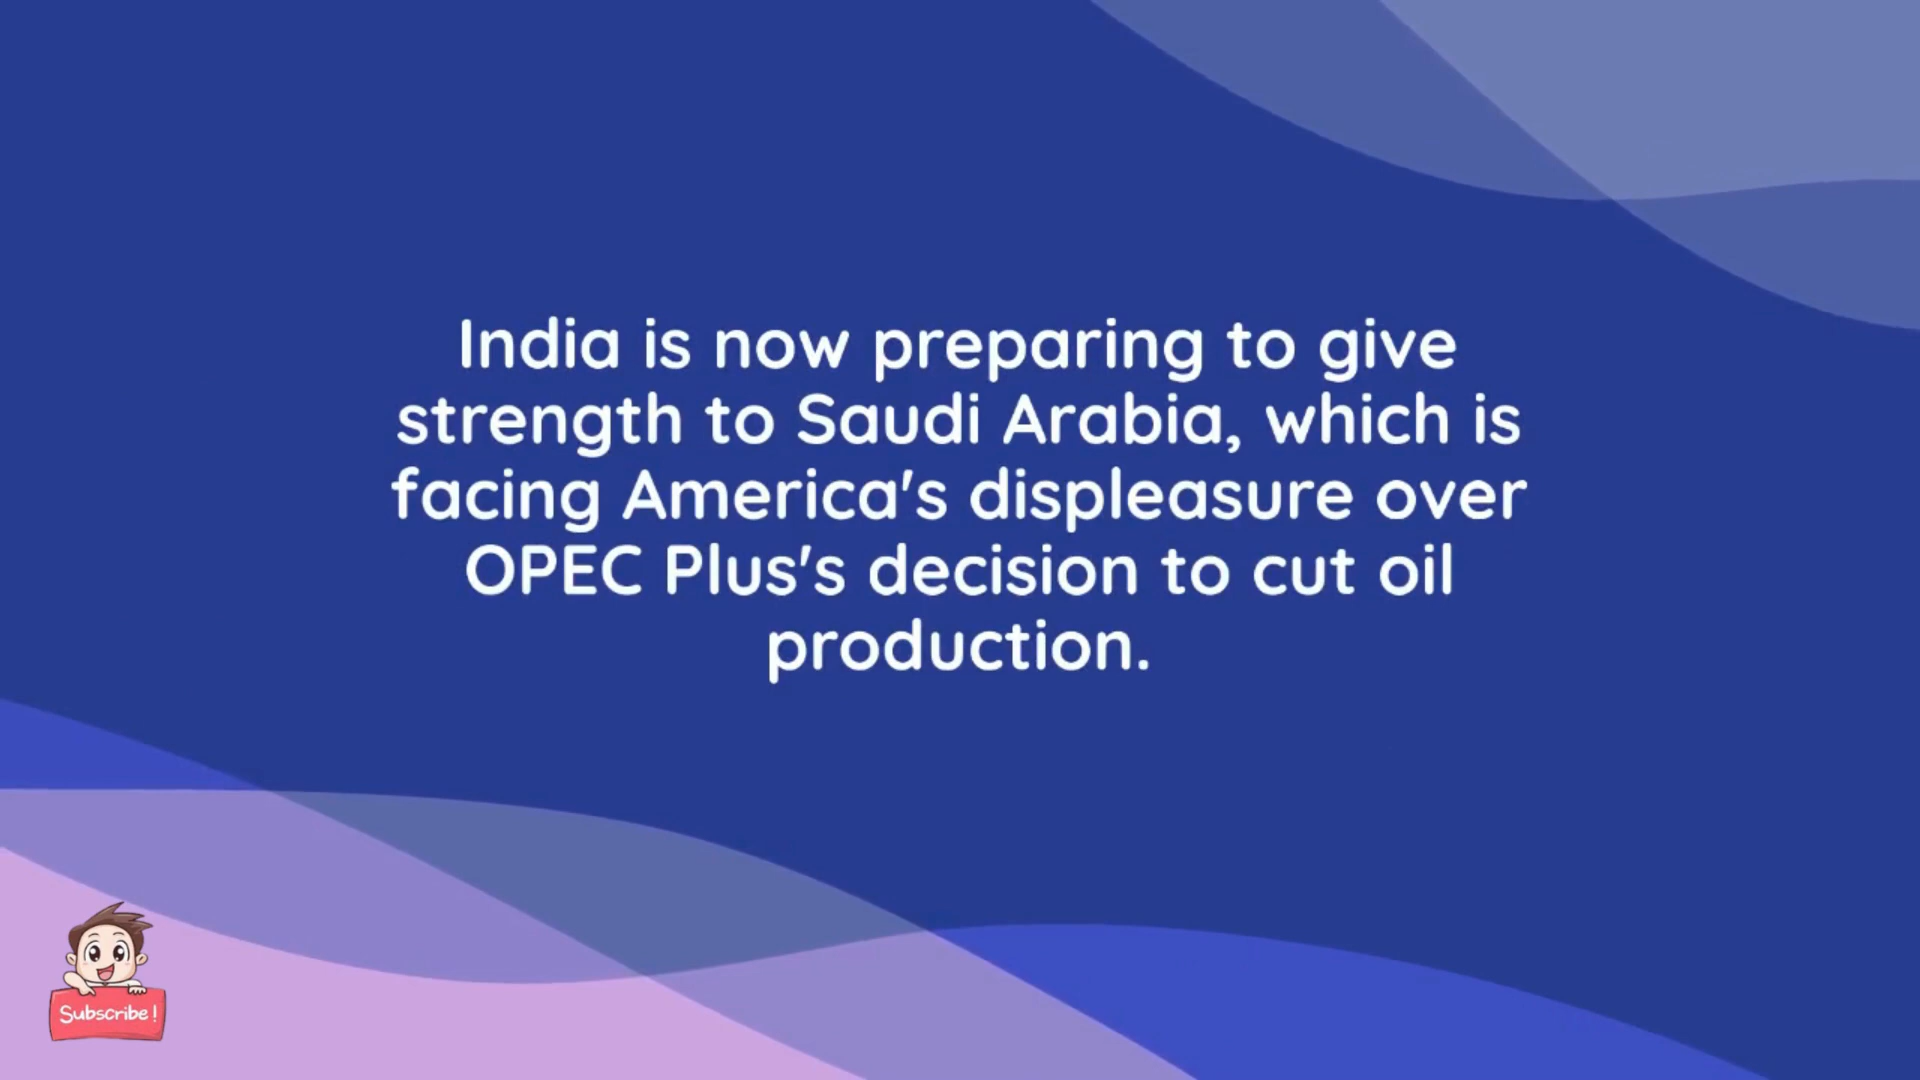 India is now preparing to give
strength to Saudi Arabia, which is
facing America's displeasure over
OPEC Plus's decision to cut oil
production.
Subscribe!